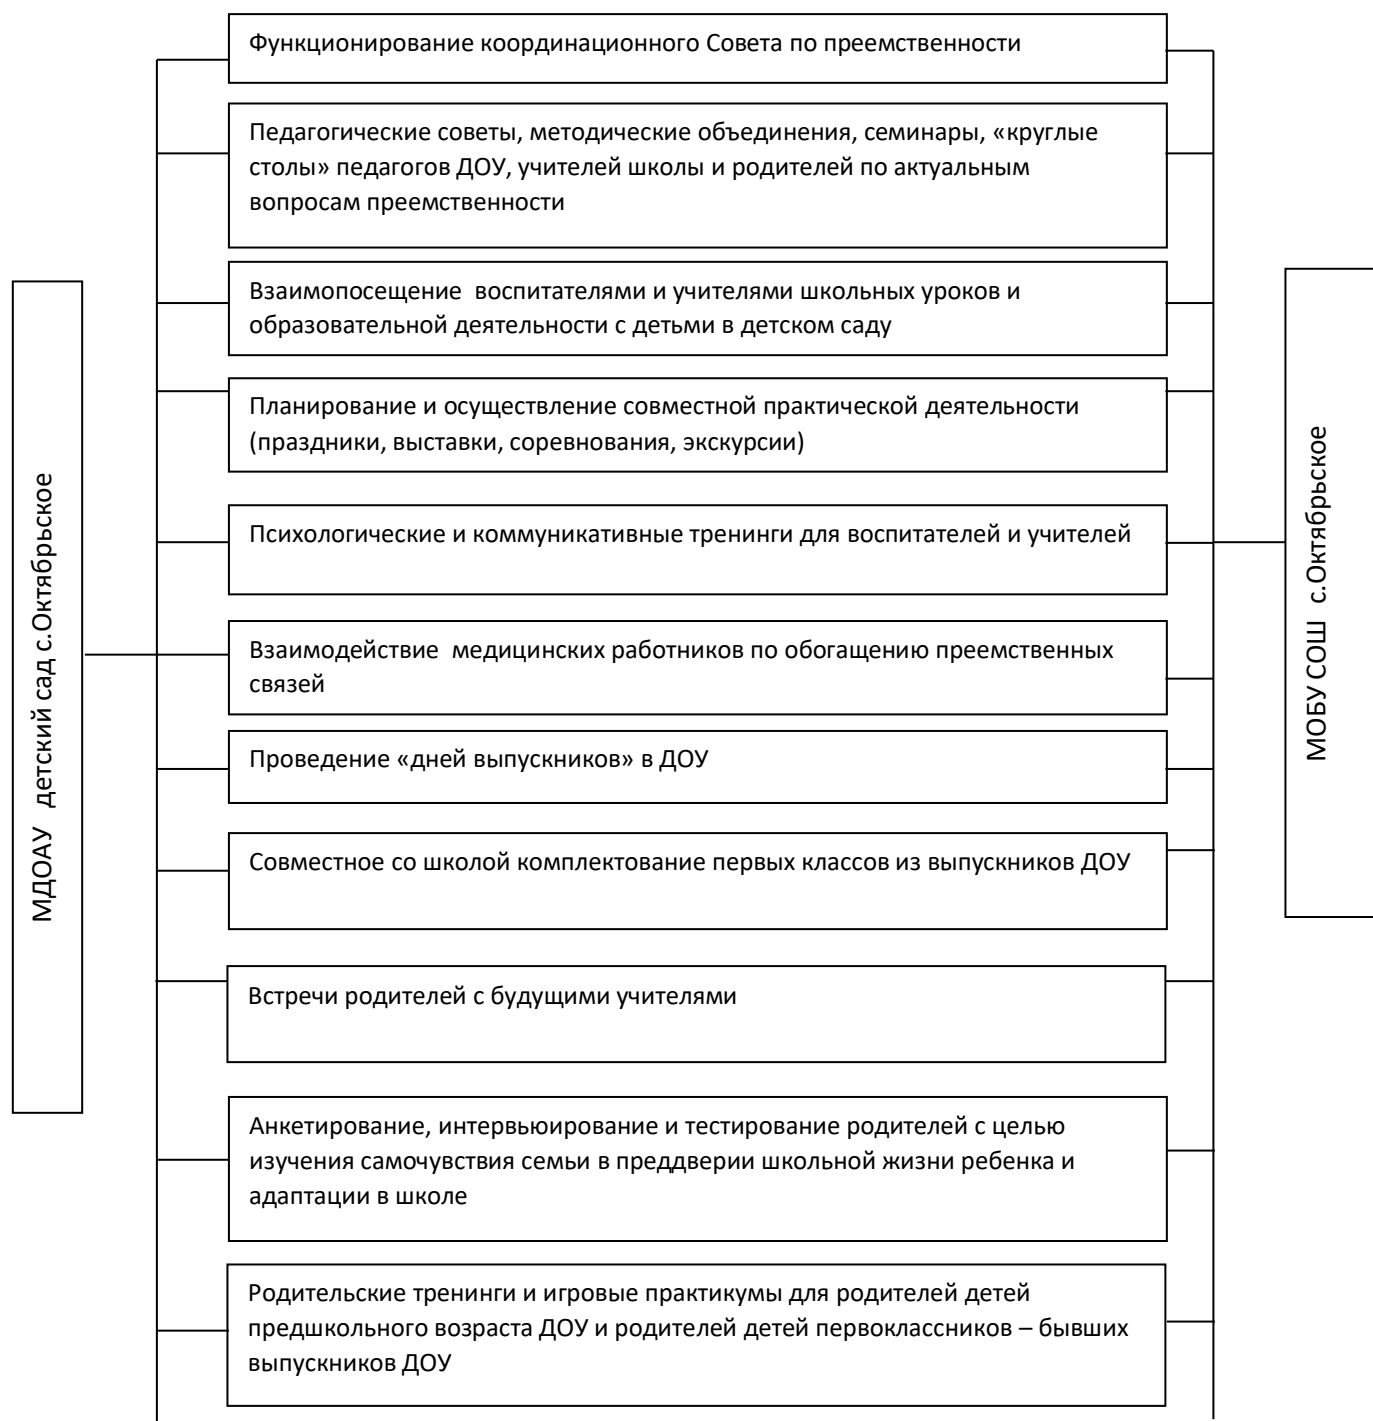 Функционирование координационного Совета по преемственности
Педагогические советы, методические объединения, семинары, «круглые
столы» педагогов ДОУ, учителей школы и родителей по актуальным
вопросам преемственности
Взаимопосещение  воспитателями и учителями школьных уроков и
образовательной деятельности с детьми в детском саду
Планирование и осуществление совместной практической деятельности
(праздники, выставки, соревнования, экскурсии)
Психологические и коммуникативные тренинги для воспитателей и учителей
Взаимодействие  медицинских работников по обогащению преемственных
связей
Проведение «дней выпускников» в ДОУ
Совместное со школой комплектование первых классов из выпускников ДОУ
Встречи родителей с будущими учителями
Анкетирование, интервьюирование и тестирование родителей с целью
изучения самочувствия семьи в преддверии школьной жизни ребенка и
адаптации в школе
Родительские тренинги и игровые практикумы для родителей детей
предшкольного возраста ДОУ и родителей детей первоклассников – бывших
выпускников ДОУ
МДОАУ  детский сад с.Октябрьское
МОБУ СОШ  с.Октябрьское